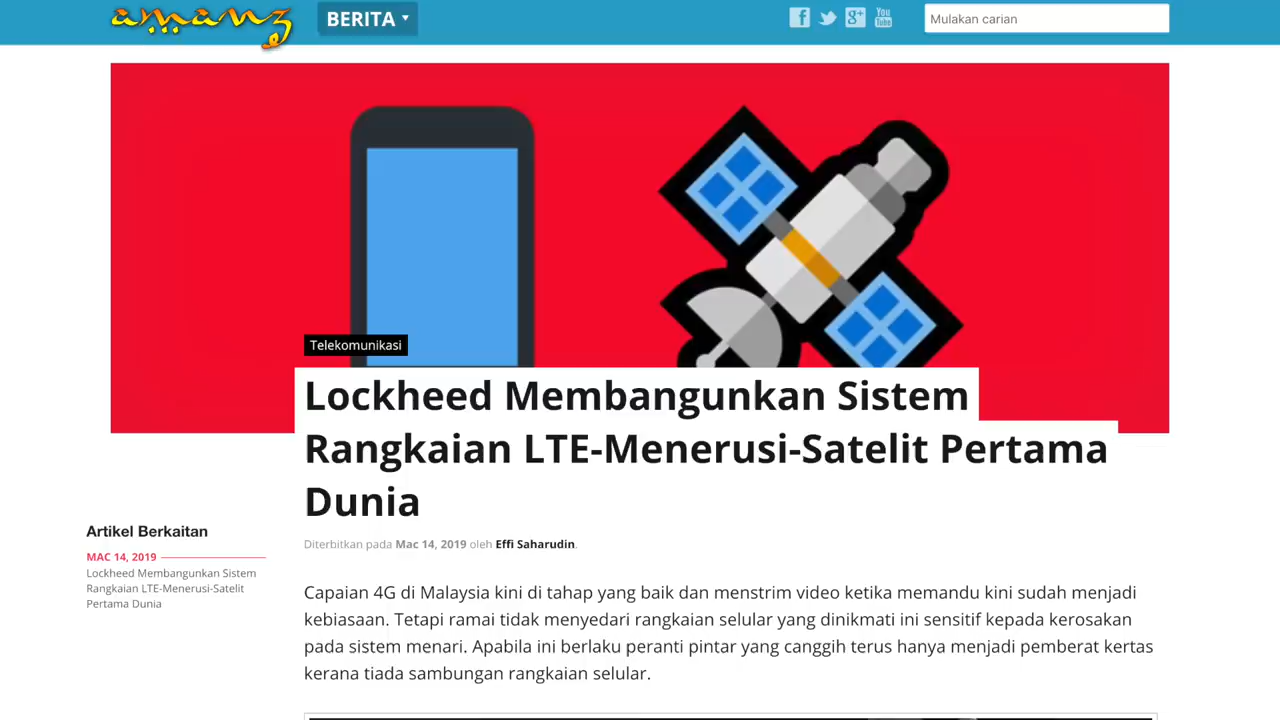 amanz
BERITA
Mulakan carian
Telekomunikasi
Lockheed Membangunkan Sistem
Rangkaian LTE-Menerusi-Satelit Pertama
Dunia
Diterbitkan pada Mac 14, 2019 oleh Effi Saharudin.
Artikel Berkaitan
MAC 14, 2019
Lockheed Membangunkan Sistem
Rangkaian LTE-Menerusi-Satelit
Pertama Dunia
Capaian 4G di Malaysia kini di tahap yang baik dan menstrim video ketika memandu kini sudah menjadi
kebiasaan. Tetapi ramai tidak menyedari rangkaian selular yang dinikmati ini sensitif kepada kerosakan
pada sistem menari. Apabila ini berlaku peranti pintar yang canggih terus hanya menjadi pemberat kertas
kerana tiada sambungan rangkaian selular.